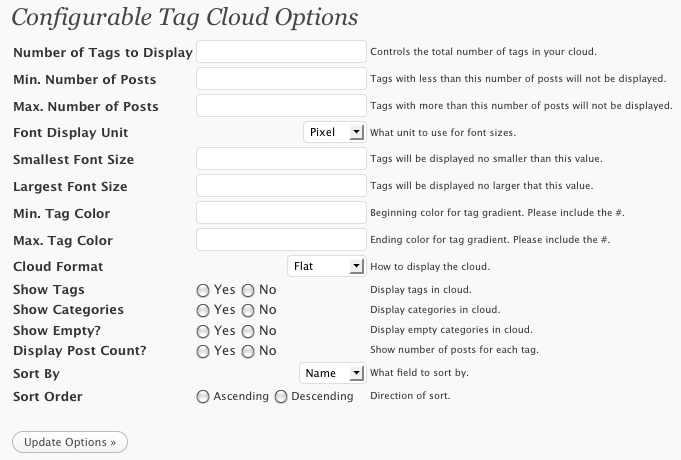 Configurable Tag Cloud Options
Number of Tags to Display Controls the total number of tags in your cloud.
Min. Number of Posts Tags with less than this number of posts will not be displayed.
Max. Number of Posts Tags with more than this number of posts will not be displayed.
Font Display Unit Pixel What unit to use for font sizes.
Smallest Font Size Tags will be displayed no smaller than this value.
Largest Font Size Tags will be displayed no larger that this value.
Min. Tag Color Beginning color for tag gradient. Please include the #.
Max. Tag Color Ending color for tag gradient. Please include the #.
Cloud Format Flat How to display the cloud.
Show Tags Yes No Display tags in cloud.
Show Categories Yes No Display categories in cloud.
Show Empty? Yes No Display empty categories in cloud.
Display Post Count? Yes No Show number of posts for each tag.
Sort By Name What field to sort by.
Sort Order Ascending Descending Direction of sort.
Update Options »